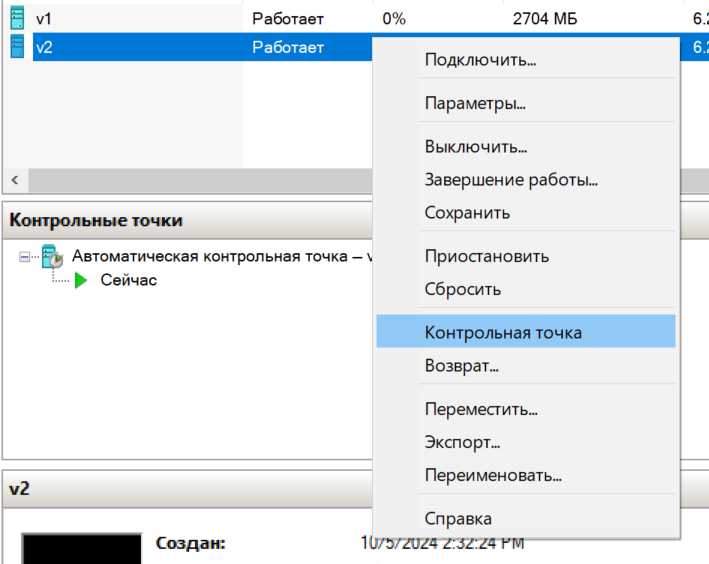 v1 Работает 0% 2704 МБ 6.2
v2 Работает 6.2
Подключить...
Параметры...
Выключить...
Завершение работы...
Сохранить
Приостановить
Сбросить
Контрольная точка
Возврат...
Переместить...
Экспорт...
Переименовать...
Справка
Контрольные точки
Автоматическая контрольная точка – v
Сейчас
v2
Создан: 10/5/2024 2:32:24 PM